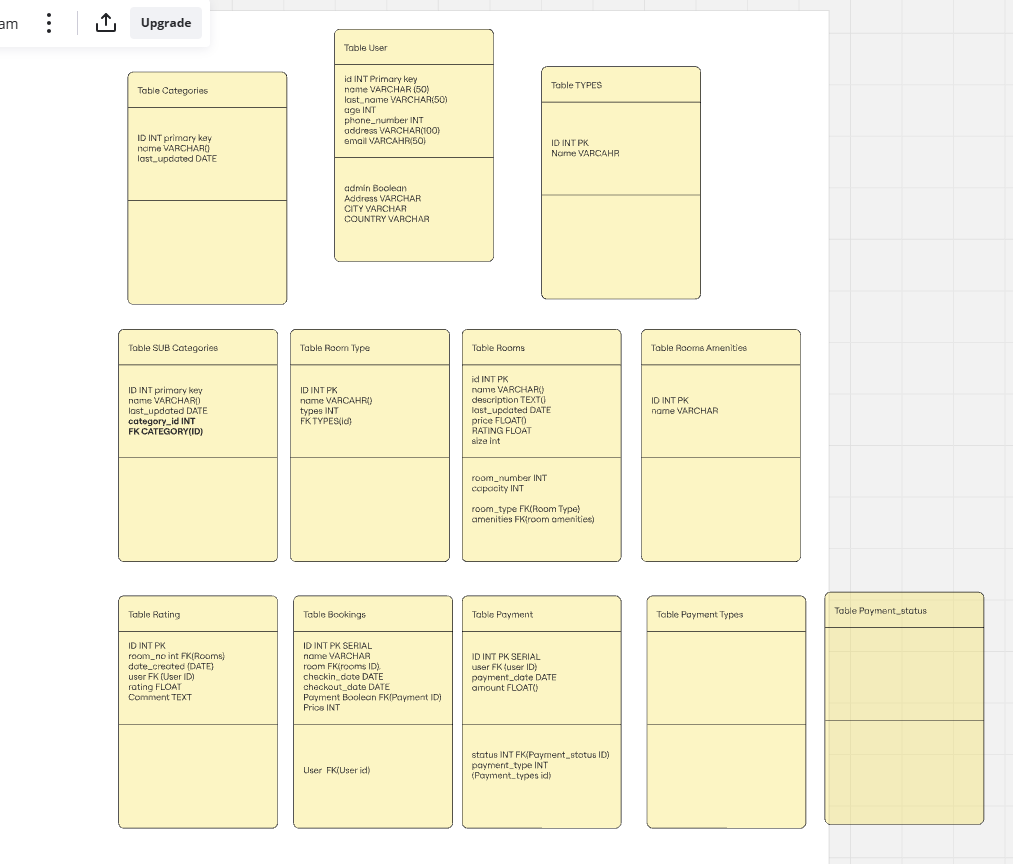 am
Upgrade
Table User
id INT Primary key
name VARCHAR (50)
last_name VARCHAR(50)
age INT
phone_number INT
address VARCHAR(100)
email VARCAHR(50)
admin Boolean
Address VARCHAR
CITY VARCHAR
COUNTRY VARCHAR
Table Categories
ID INT primary key
name VARCHAR()
last_updated DATE
Table TYPES
ID INT PK
Name VARCAHR
Table SUB Categories
ID INT primary key
name VARCHAR()
last_updated DATE
category_id INT
FK CATEGORY(ID)
Table Room Type
ID INT PK
name VARCAHR()
types INT
FK TYPES(id)
Table Rooms
id INT PK
name VARCHAR()
description TEXT()
last_updated DATE
price FLOAT()
RATING FLOAT
size int
room_number INT
capacity INT
room_type FK(Room Type)
amenities FK(room amenities)
Table Rooms Amenities
ID INT PK
name VARCHAR
Table Rating
ID INT PK
room_no int FK(Rooms)
date_created (DATE)
user FK (User ID)
rating FLOAT
Comment TEXT
Table Bookings
ID INT PK SERIAL
name VARCHAR
room FK(rooms ID),
checkin_date DATE
checkout_date DATE
Payment Boolean FK(Payment ID)
Price INT
User FK(User id)
Table Payment
ID INT PK SERIAL
user FK (user ID)
payment_date DATE
amount FLOAT()
status INT FK(Payment_status ID)
payment_type INT
(Payment_types id)
Table Payment Types
Table Payment_status